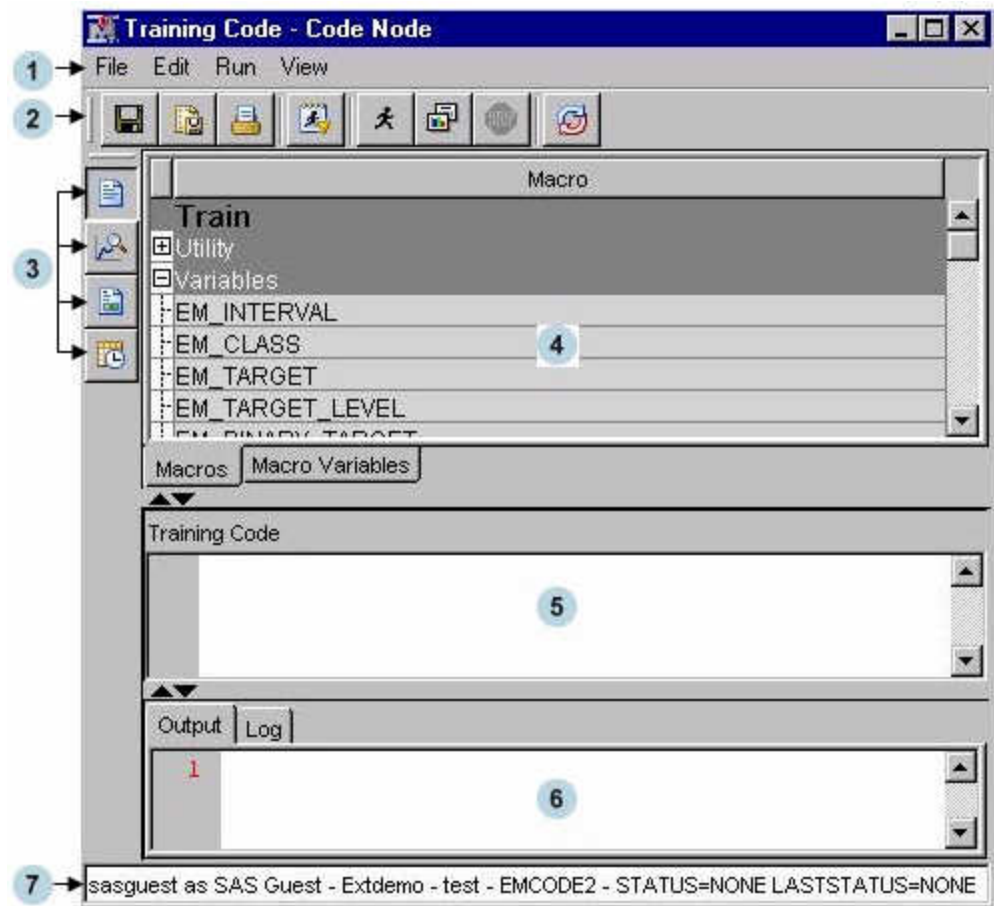 Training Code - Code Node
1
File Edit Run View
2
3
Macro
Train
Utility
Variables
EM_INTERVAL
EM_CLASS
4
EM_TARGET
EM_TARGET_LEVEL
EM_BINARY_TARGET
Macros Macro Variables
Training Code
5
Output Log
1
6
7
sasguest as SAS Guest - Extdemo - test - EMCODE2 - STATUS=NONE LASTSTATUS=NONE